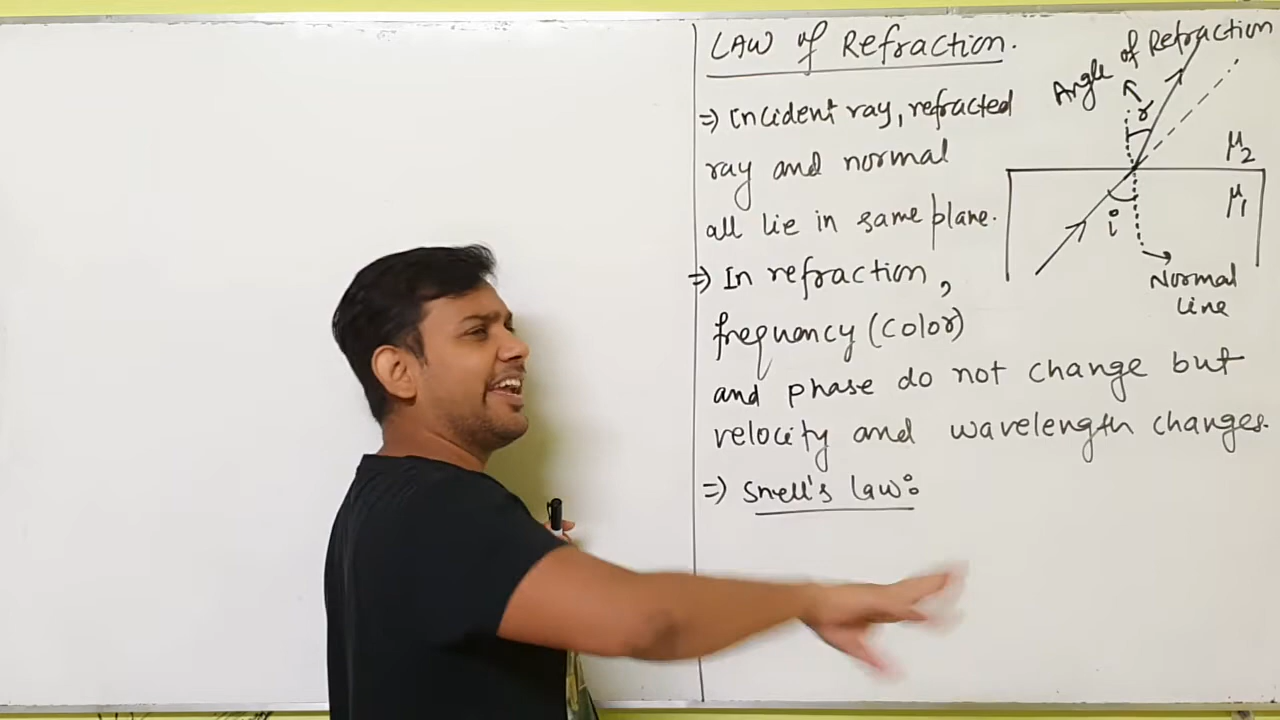 LAW of Refraction.
=) Incident ray, refracted
ray and normal
all lie in same plane.
=) In refraction,
frequancy (color)
and phase do not change but
velocity and wavelength changes.
=) Snell's law:
Angle of Refraction
r
μ2
μ1
i
Normal
line